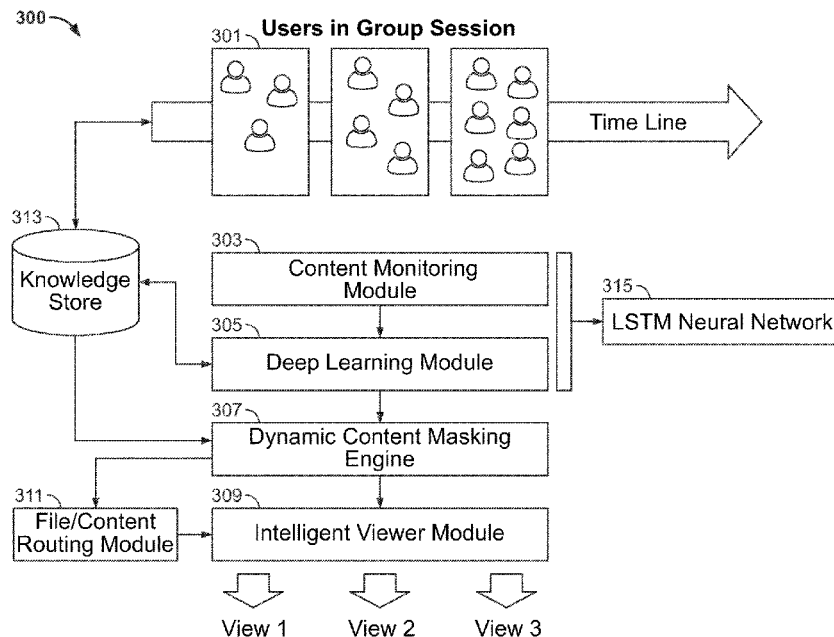 300
301
Users in Group Session
Time Line
313
Knowledge
Store
303
Content Monitoring
Module
315
LSTM Neural Network
305
Deep Learning Module
307
Dynamic Content Masking
Engine
311
File/Content
Routing Module
309
Intelligent Viewer Module
View 1
View 2
View 3